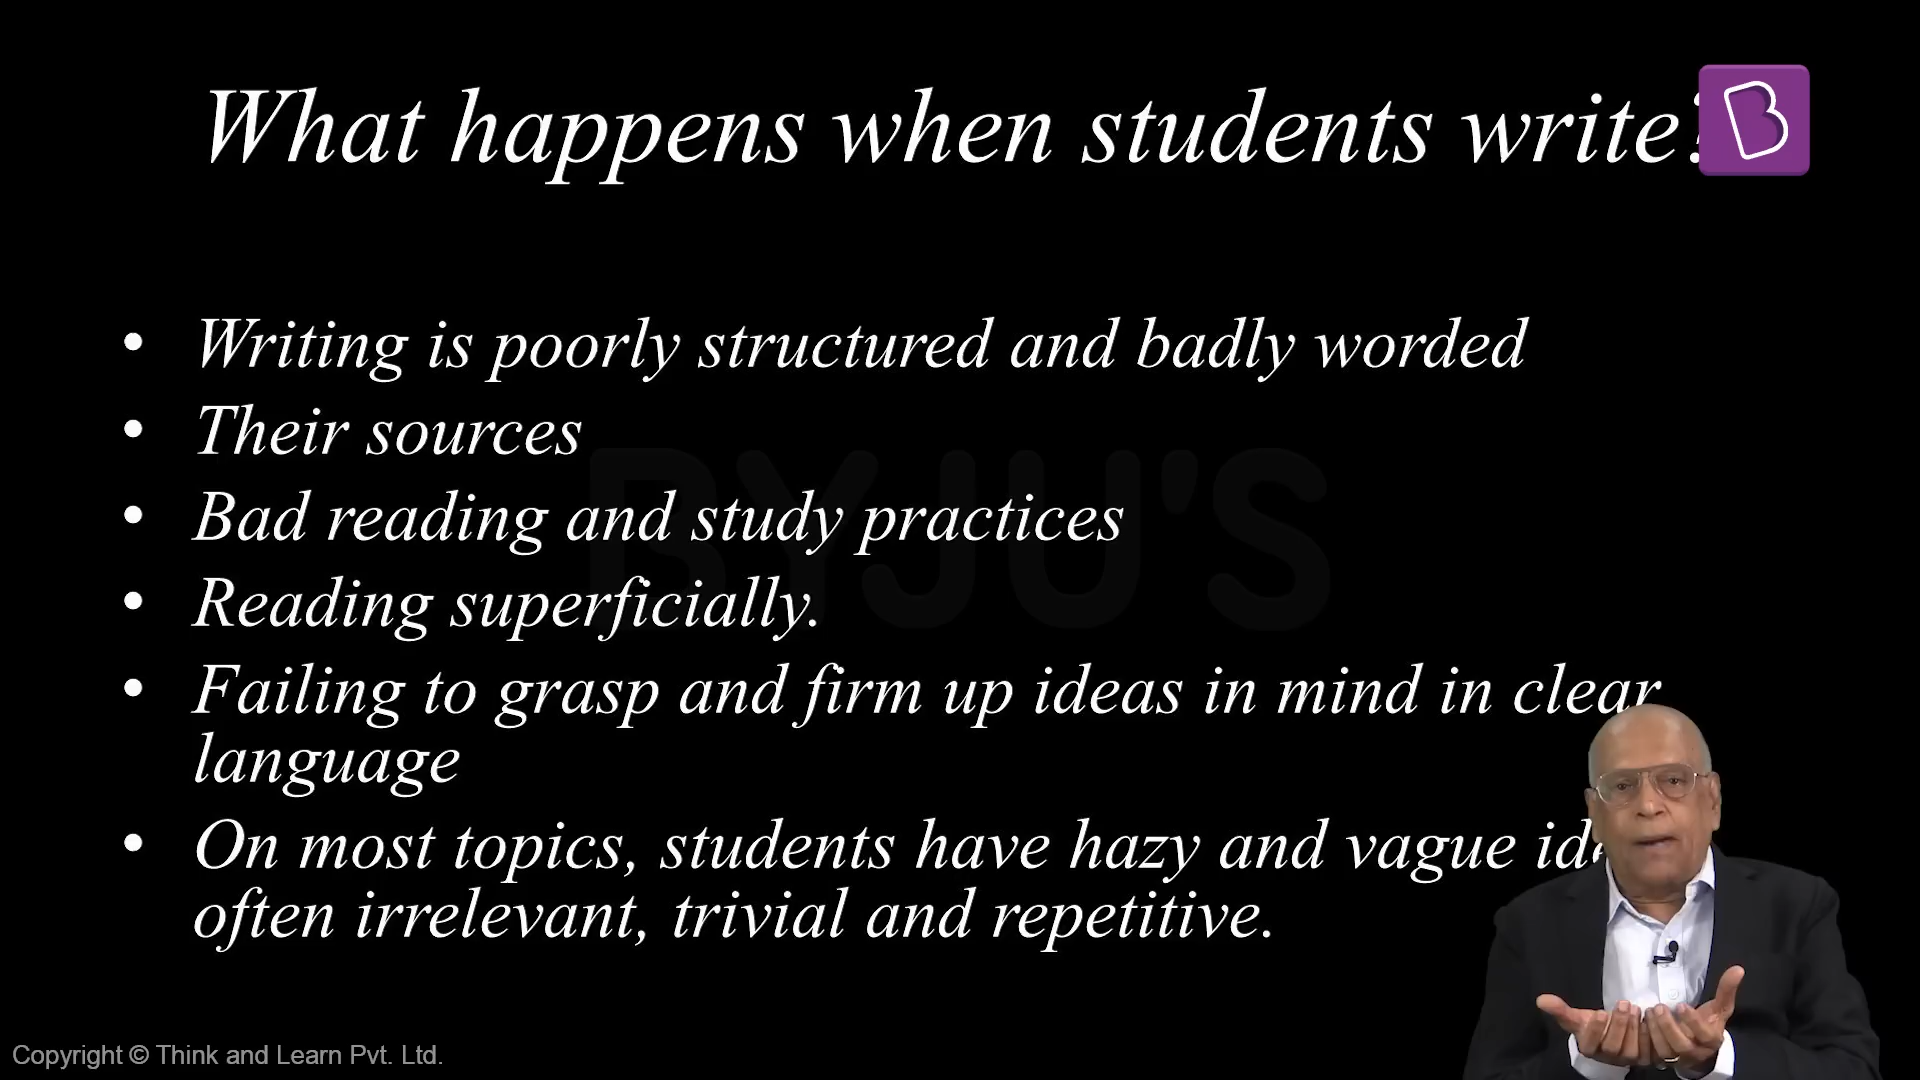 What happens when students write?
• Writing is poorly structured and badly worded
• Their sources
• Bad reading and study practices
• Reading superficially.
• Failing to grasp and firm up ideas in mind in clear
language
• On most topics, students have hazy and vague
often irrelevant, trivial and repetitive.
BYJU'S
Copyright © Think and Learn Pvt. Ltd.